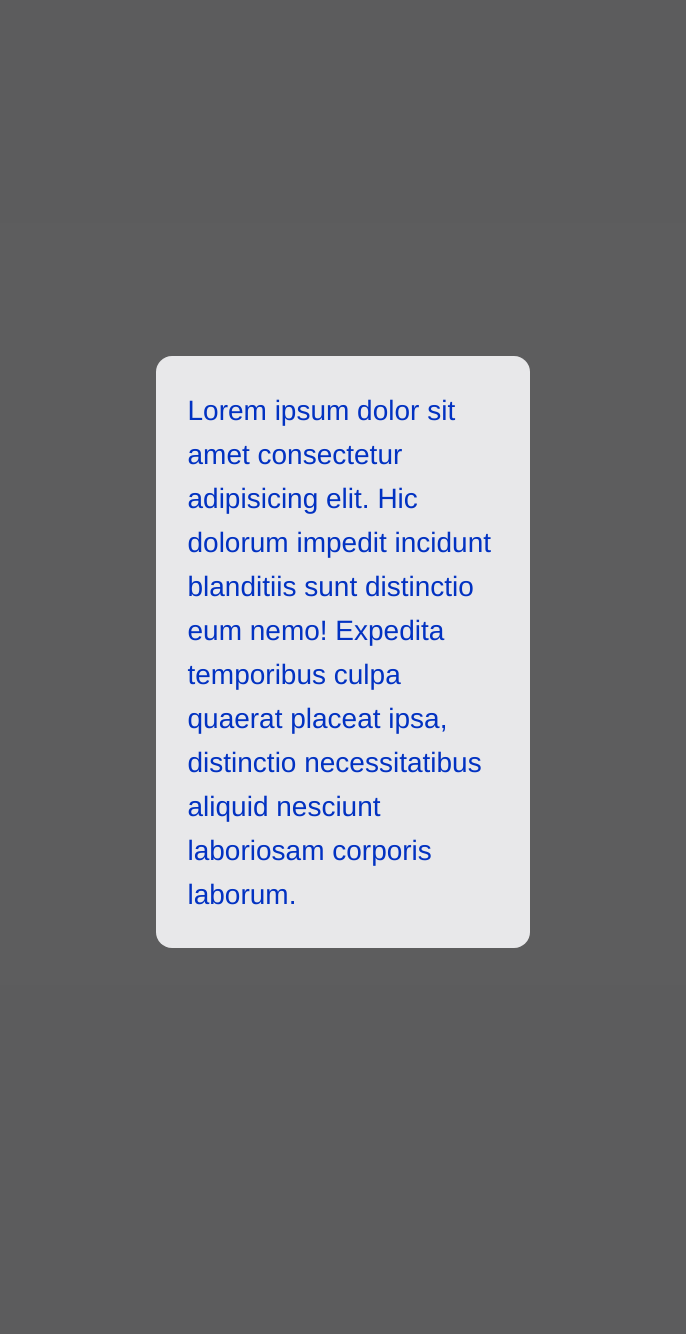 Lorem ipsum dolor sit
amet consectetur
adipisicing elit. Hic
dolorum impedit incidunt
blanditiis sunt distinctio
eum nemo! Expedita
temporibus culpa
quaerat placeat ipsa,
distinctio necessitatibus
aliquid nesciunt
laboriosam corporis
laborum.